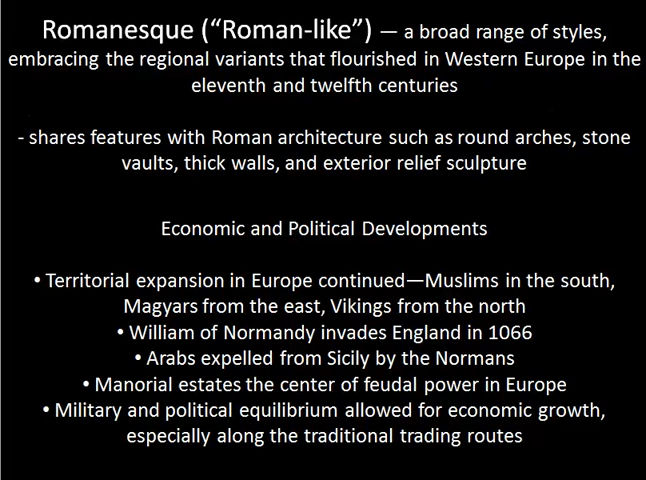 Romanesque (“Roman-like”) — a broad range of styles,
embracing the regional variants that flourished in Western Europe in the
eleventh and twelfth centuries
- shares features with Roman architecture such as round arches, stone
vaults, thick walls, and exterior relief sculpture
Economic and Political Developments
• Territorial expansion in Europe continued—Muslims in the south,
Magyars from the east, Vikings from the north
• William of Normandy invades England in 1066
• Arabs expelled from Sicily by the Normans
• Manorial estates the center of feudal power in Europe
• Military and political equilibrium allowed for economic growth,
especially along the traditional trading routes